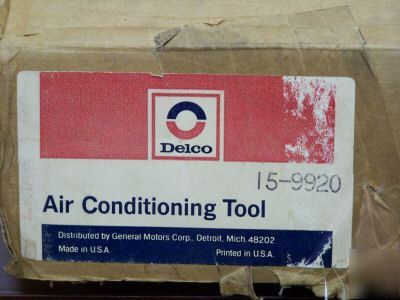 Delco
15-9920
Air Conditioning Tool
Distributed by General Motors Corp., Detroit, Mich. 48202
Made in U.S.A. Printed in U.S.A.